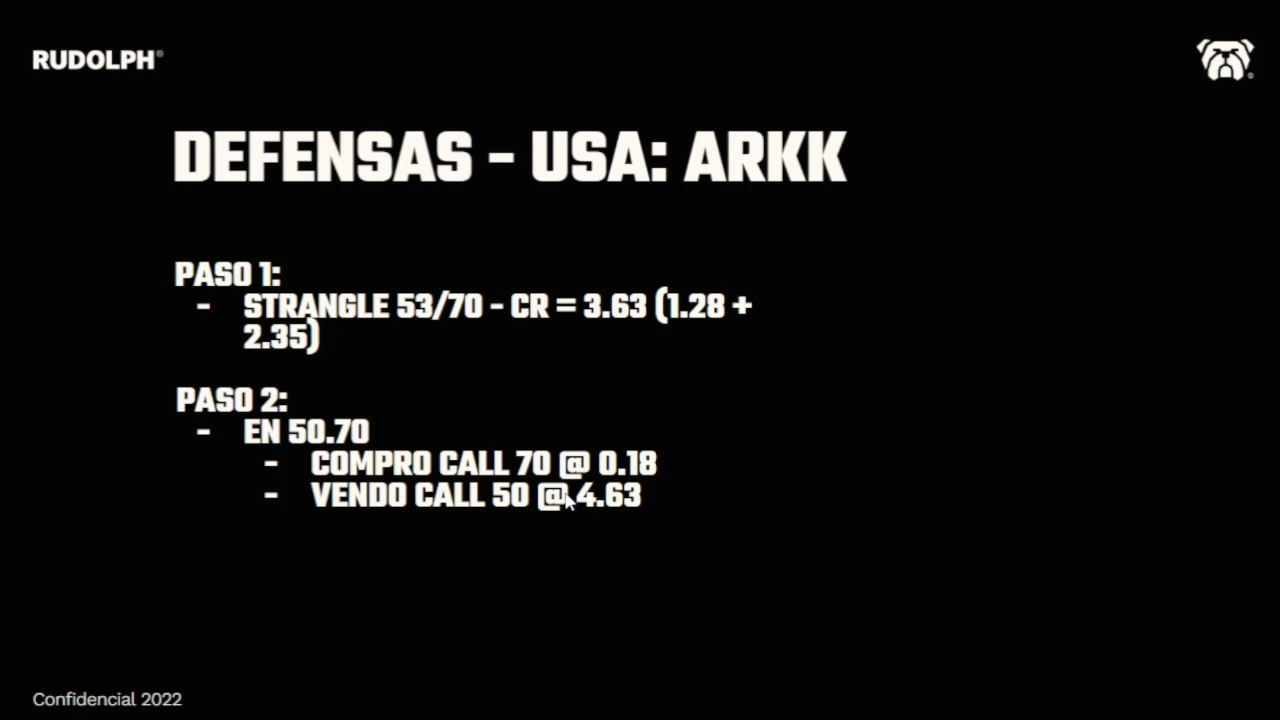 RUDOLPH®
DEFENSAS - USA: ARKK
PASO 1:
- STRANGLE 53/70 - CR = 3.63 (1.28 +
2.35)
PASO 2:
- EN 50.70
- COMPRO CALL 70 @ 0.18
- VENDO CALL 50 @ 4.63
Confidencial 2022